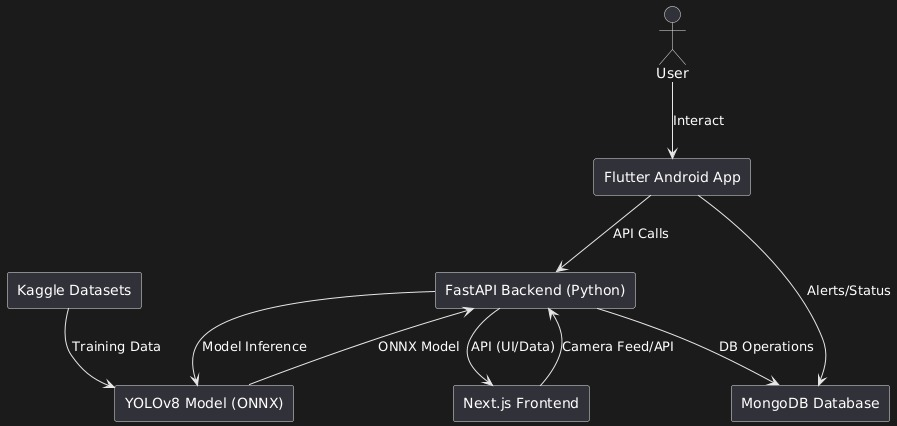 User
Interact
Flutter Android App
API Calls
Kaggle Datasets
FastAPI Backend (Python)
Alerts/Status
Training Data
Model Inference
ONNX Model
API (UI/Data)
Camera Feed/API
DB Operations
YOLOv8 Model (ONNX)
Next.js Frontend
MongoDB Database